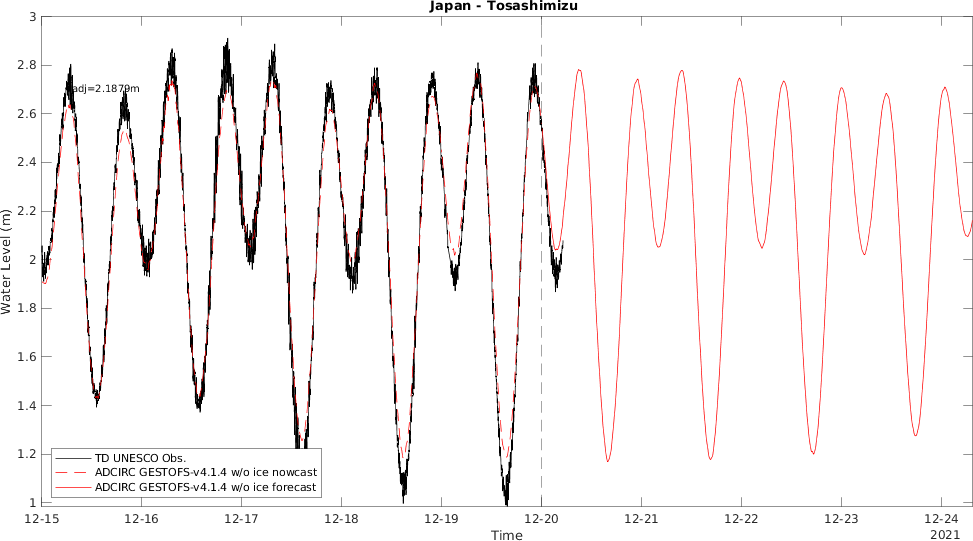 Japan - Tosashimizu
Water Level (m)
3
2.8
2.6
2.4
2.2
2
1.8
1.6
1.4
1.2
1
adj=2.1879m
TD UNESCO Obs.
ADCIRC GESTOFS-v4.1.4 w/o ice nowcast
ADCIRC GESTOFS-v4.1.4 w/o ice forecast
12-15 12-16 12-17 12-18 12-19 12-20 12-21 12-22 12-23 12-24
2021
Time